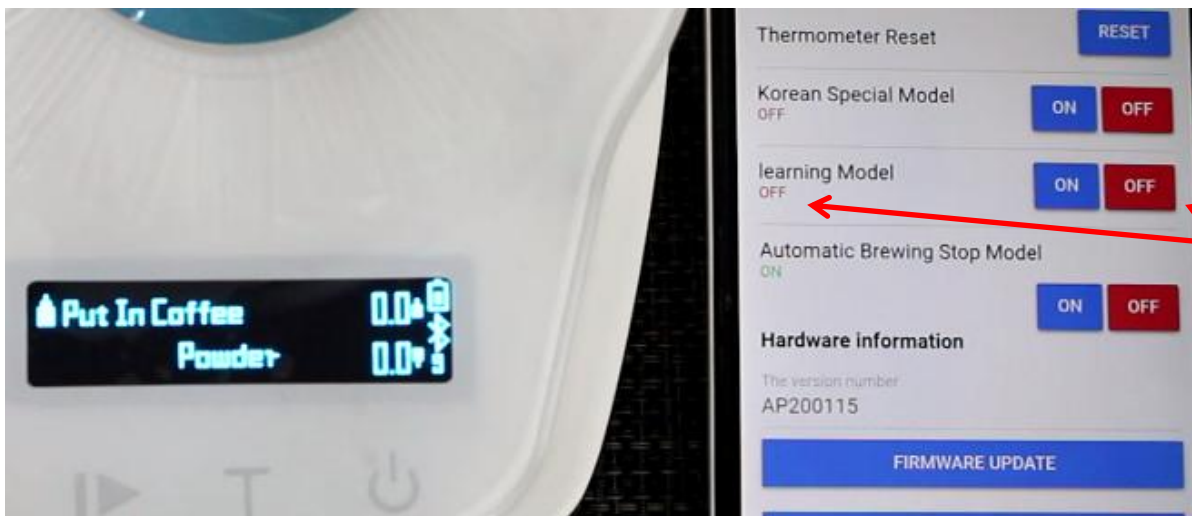 Put In Coffee 0.0
Powder 0.0
Thermometer Reset
RESET
Korean Special Model
OFF
ON OFF
learning Model
OFF
ON OFF
Automatic Brewing Stop Model
ON
ON OFF
Hardware information
The version number
AP200115
FIRMWARE UPDATE